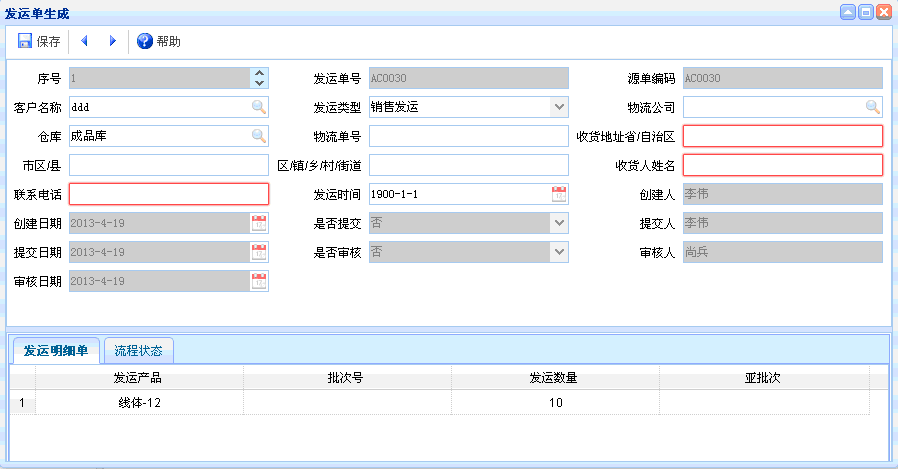 发运单生成
保存 帮助
序号 1 发运单号 AC0030 源单编码 AC0030
客户名称 ddd 发运类型 销售发运 物流公司
仓库 成品库 物流单号 收货地址省/自治区
市区/县 区/镇/乡/村/街道 收货人姓名
联系电话 发运时间 1900-1-1 创建人 李伟
创建日期 2013-4-19 是否提交 否 提交人 李伟
提交日期 2013-4-19 是否审核 否 审核人 尚兵
审核日期 2013-4-19
发运明细单 流程状态
发运产品 批次号 发运数量 亚批次
1 线体-12 10